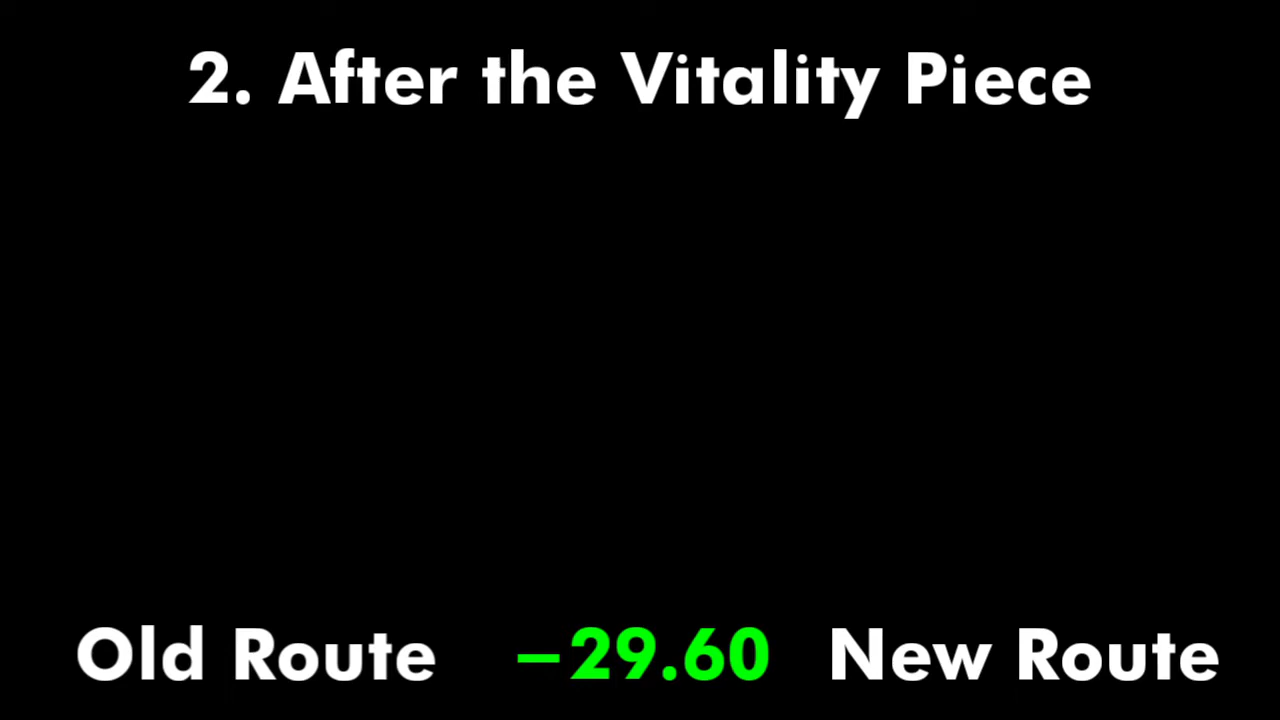 2. After the Vitality Piece
Old Route –29.60 New Route